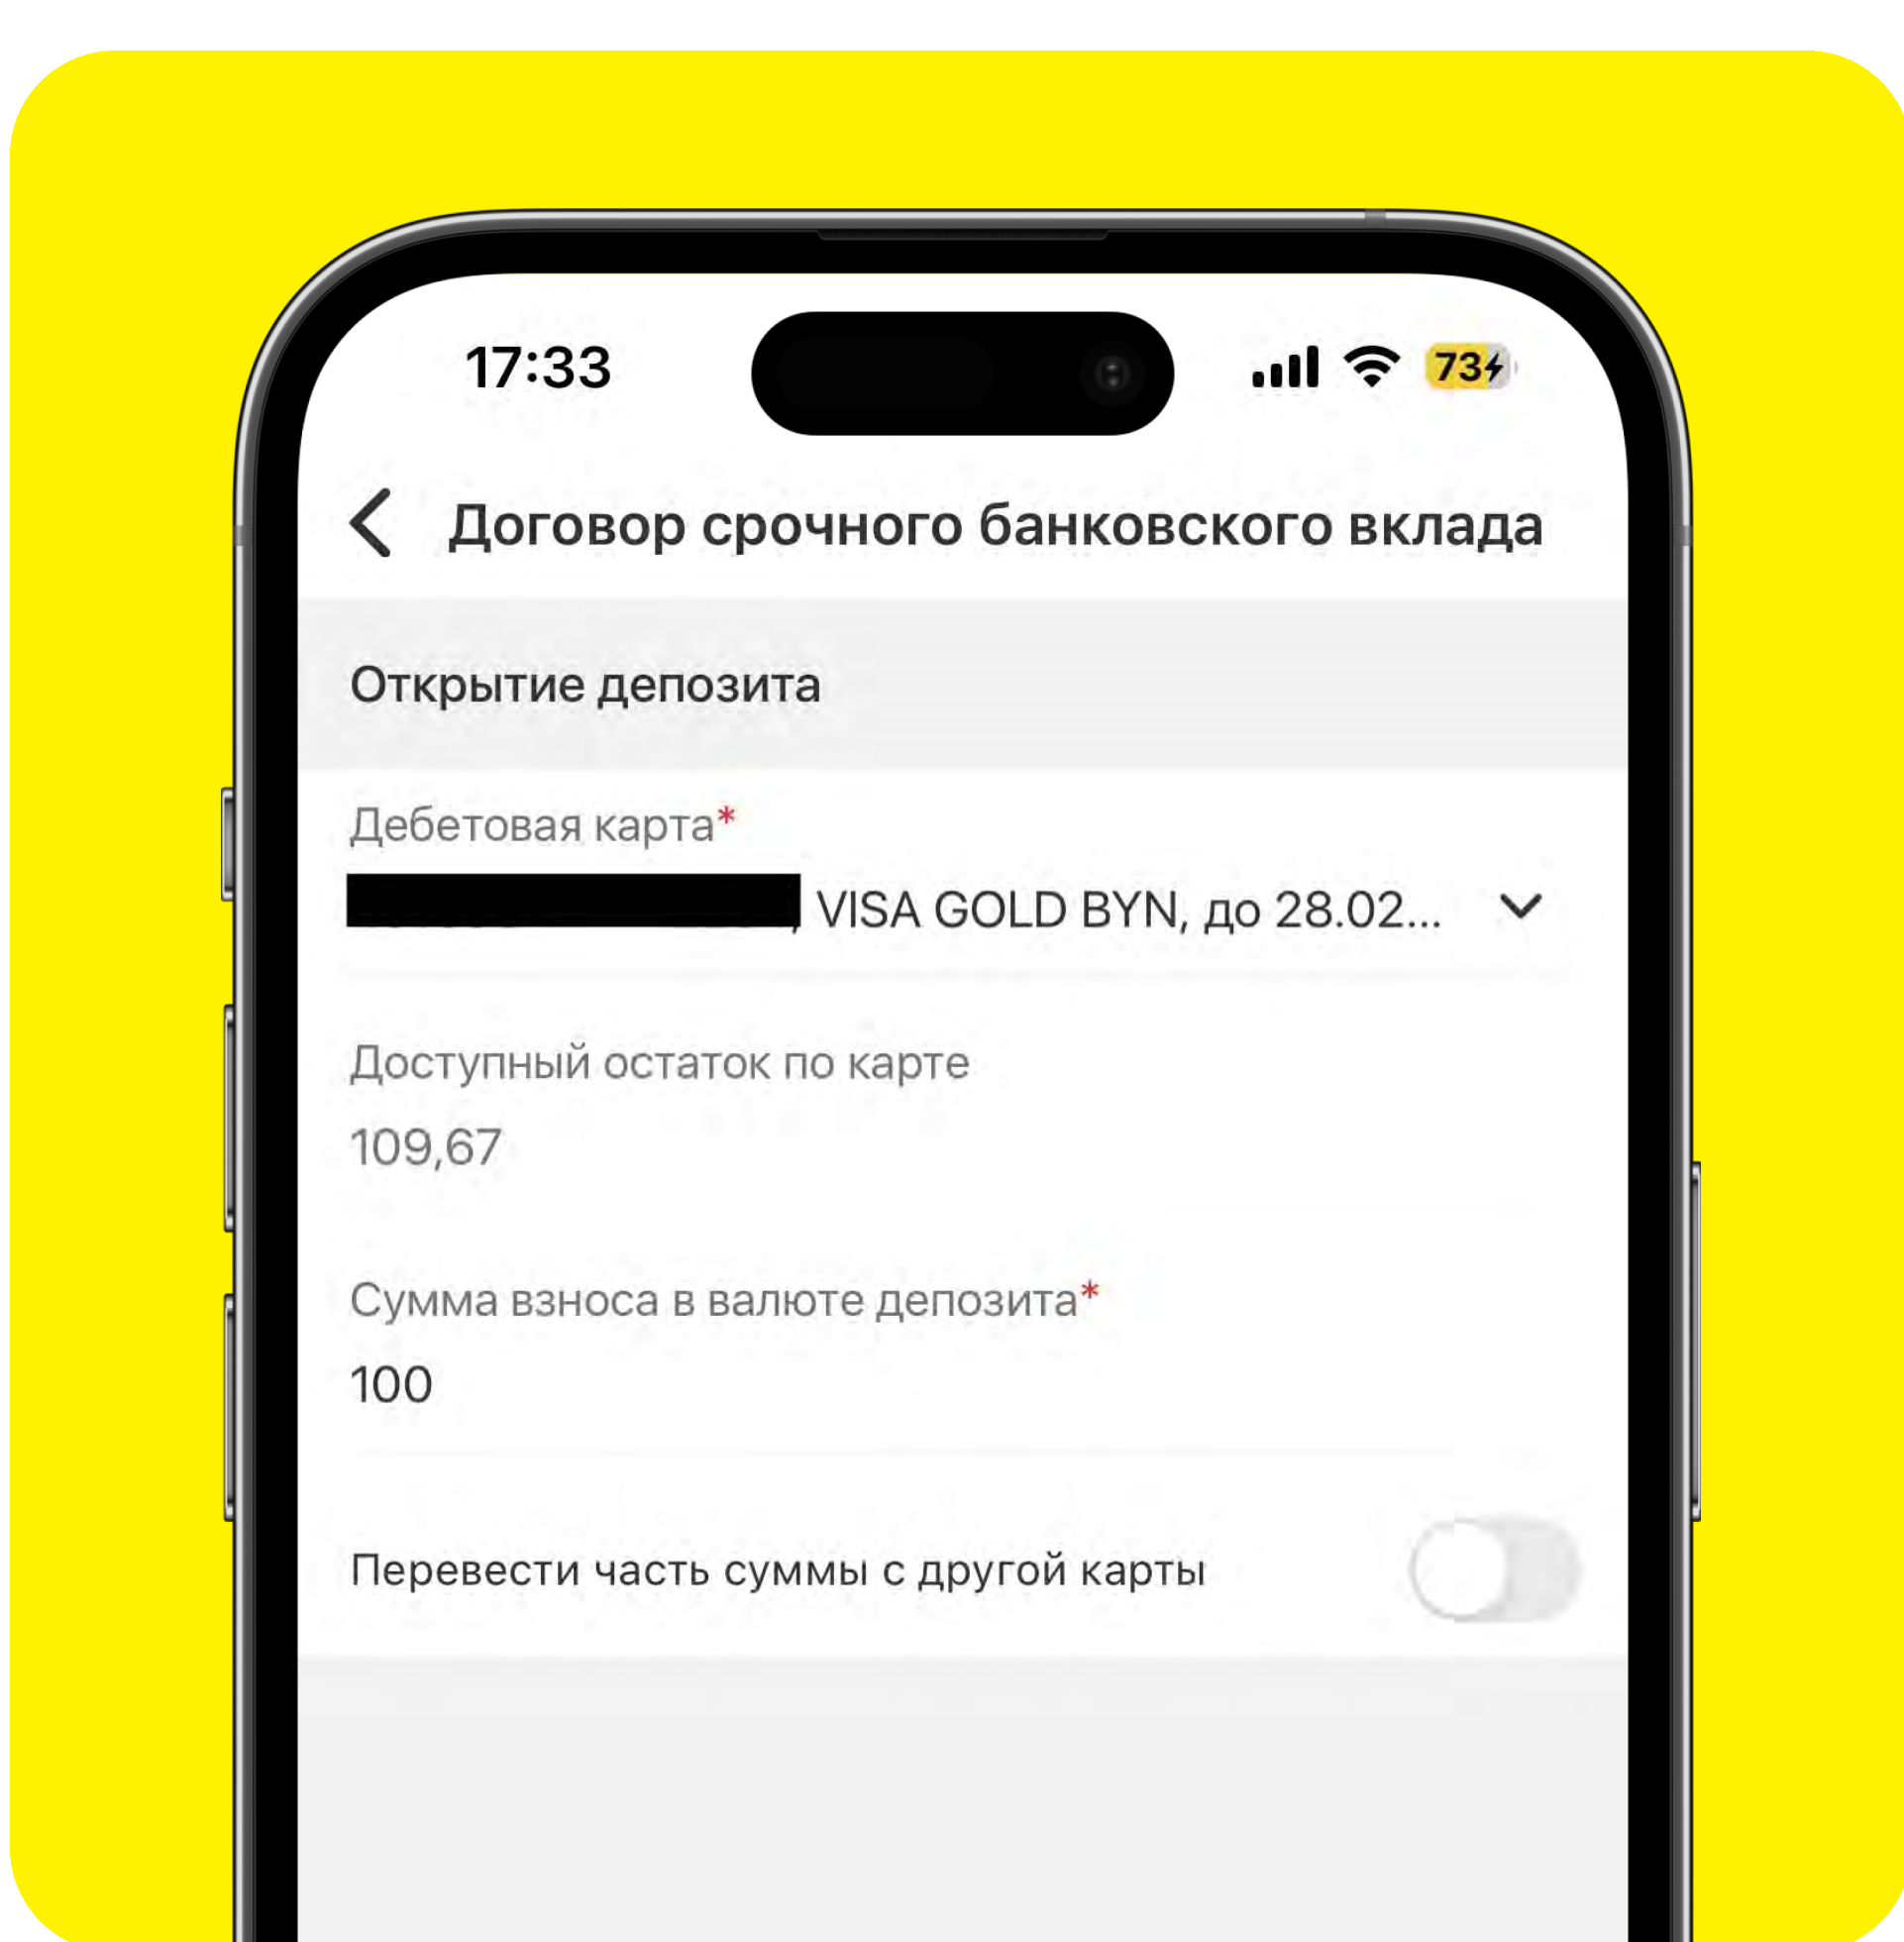 17:33
73
Договор срочного банковского вклада
Открытие депозита
Дебетовая карта*
, VISA GOLD BYN, до 28.02...
Доступный остаток по карте
109,67
Сумма взноса в валюте депозита*
100
Перевести часть суммы с другой карты